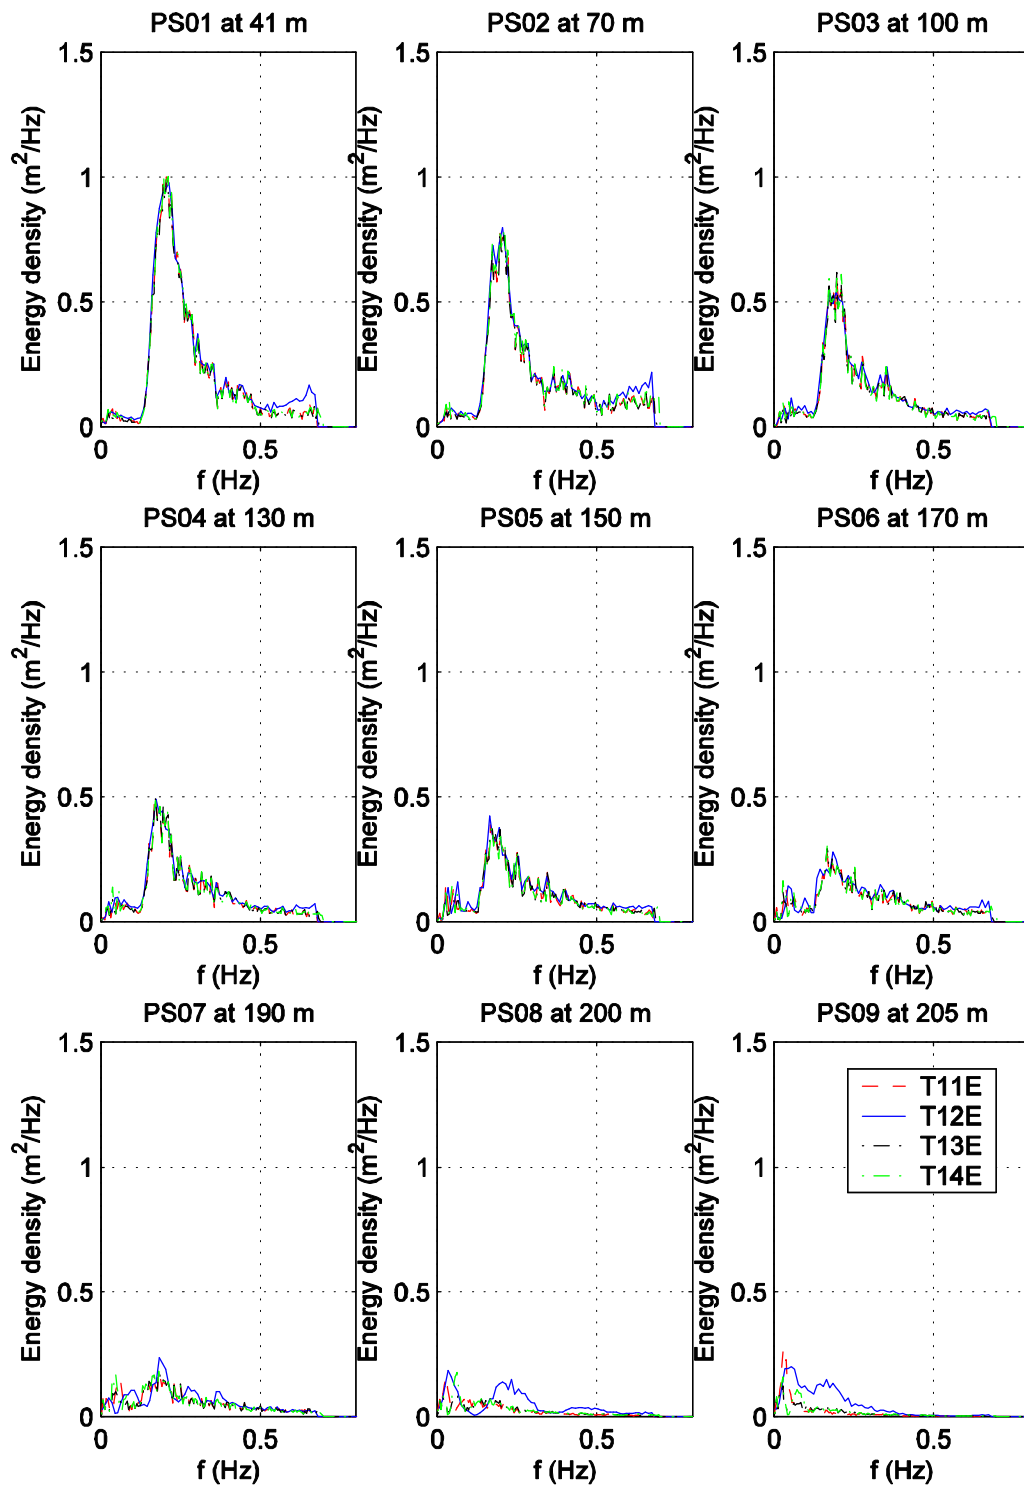 PS01 at 41 m
PS02 at 70 m
PS03 at 100 m
Energy density (m²/Hz)
1.5
1
0.5
0
0
0.5
f (Hz)
Energy density (m²/Hz)
1.5
1
0.5
0
0
0.5
f (Hz)
Energy density (m²/Hz)
1.5
1
0.5
0
0
0.5
f (Hz)
PS04 at 130 m
PS05 at 150 m
PS06 at 170 m
Energy density (m²/Hz)
1.5
1
0.5
0
0
0.5
f (Hz)
Energy density (m²/Hz)
1.5
1
0.5
0
0
0.5
f (Hz)
Energy density (m²/Hz)
1.5
1
0.5
0
0
0.5
f (Hz)
PS07 at 190 m
PS08 at 200 m
PS09 at 205 m
Energy density (m²/Hz)
1.5
1
0.5
0
0
0.5
f (Hz)
Energy density (m²/Hz)
1.5
1
0.5
0
0
0.5
f (Hz)
Energy density (m²/Hz)
1.5
1
0.5
0
0
0.5
f (Hz)
T11E
T12E
T13E
T14E